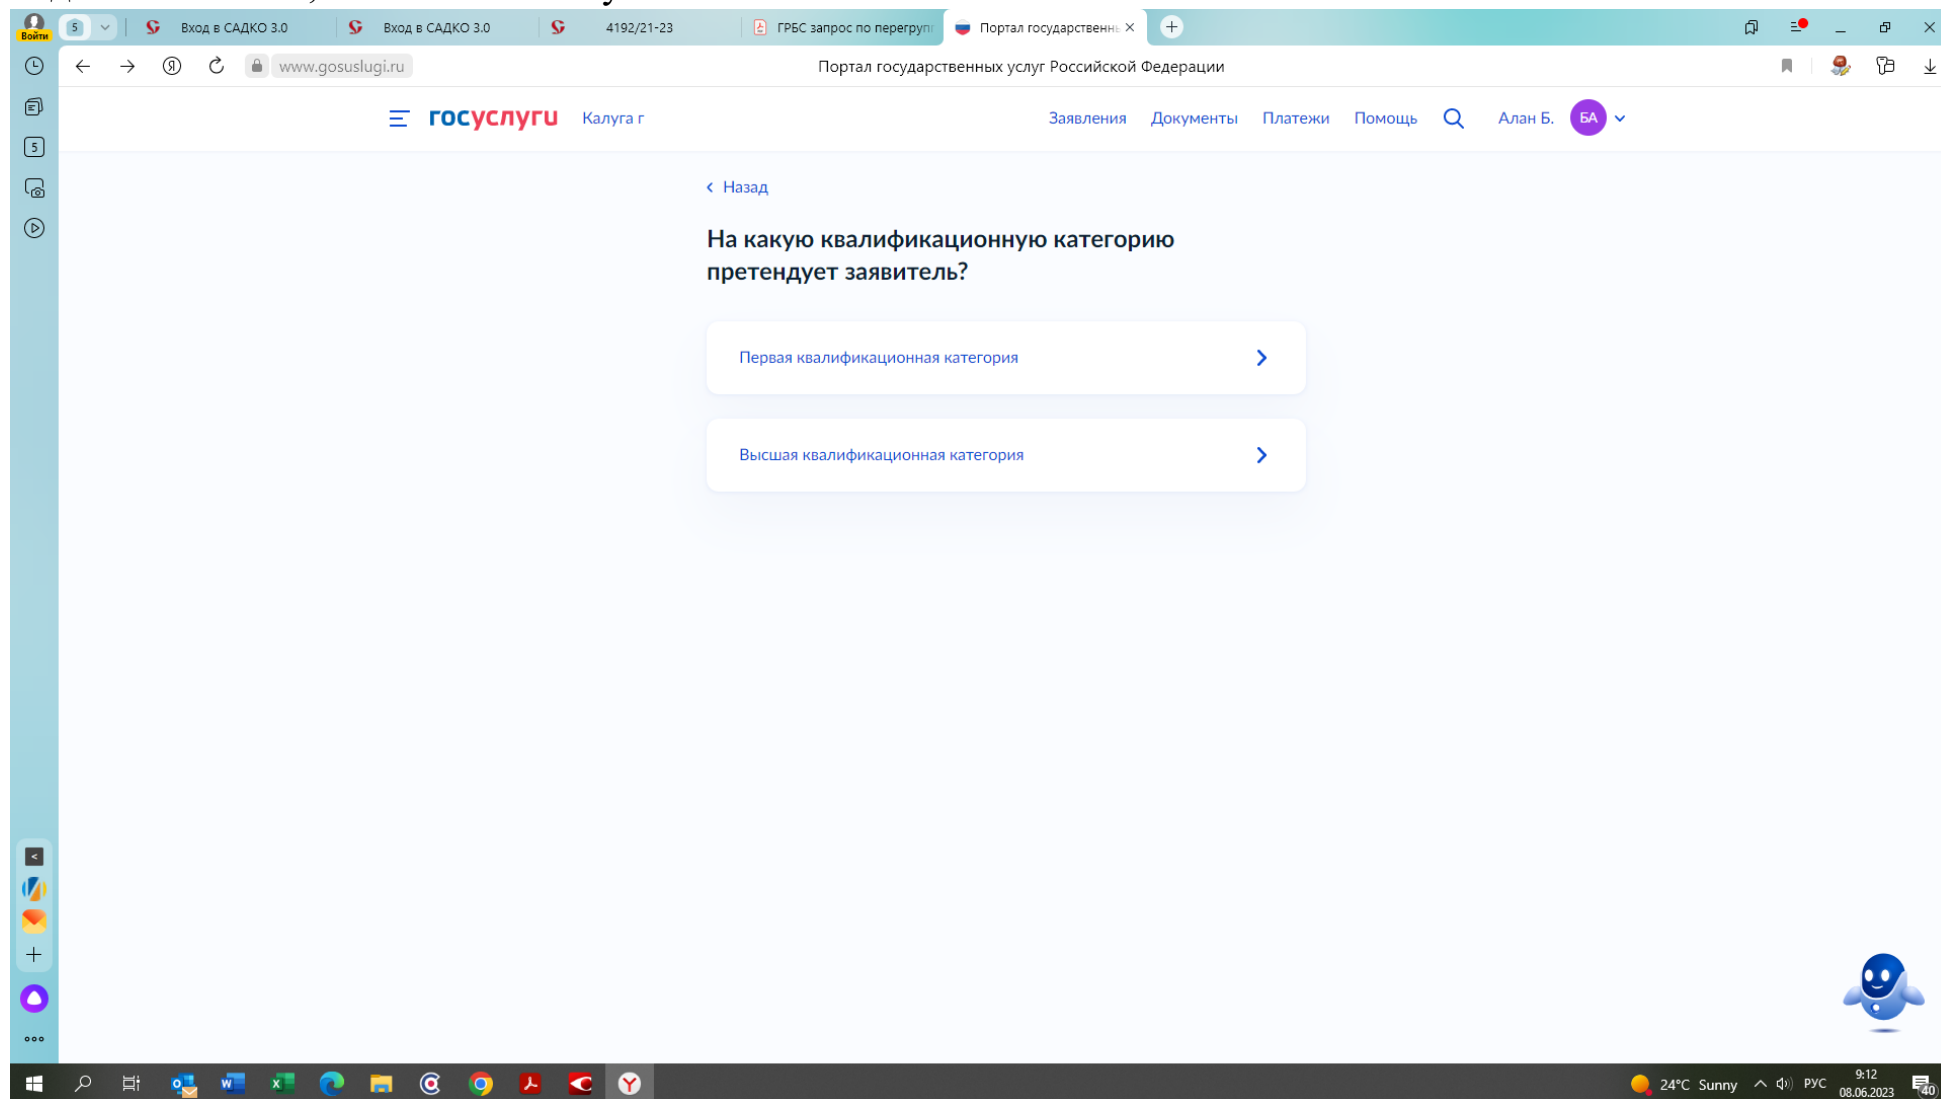 Войти
5
Вход в САДКО 3.0
Вход в САДКО 3.0
4192/21-23
ГРБС запрос по перегруп
Портал государственн
www.gosuslugi.ru
Портал государственных услуг Российской Федерации
5
госуслуги
Калуга г
Заявления
Документы
Платежи
Помощь
Алан Б.
БА
Назад
На какую квалификационную категорию
претендует заявитель?
Первая квалификационная категория
Высшая квалификационная категория
24°C Sunny
РУС
9:12
08.06.2023
40